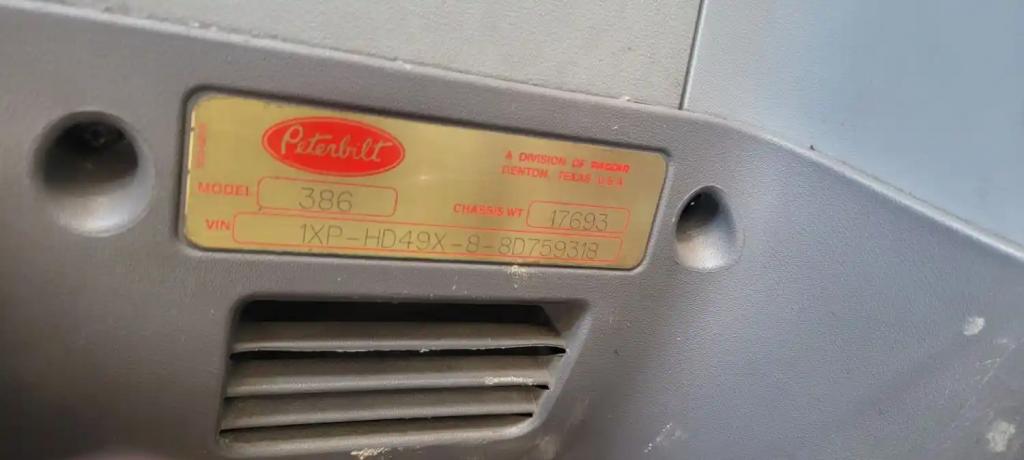 Peterbilt
A DIVISION OF PACCAR
DENTON, TEXAS U.S.A.
MODEL 386
CHASSIS WT 17693
VIN 1XP-HD49X-8-8D759318